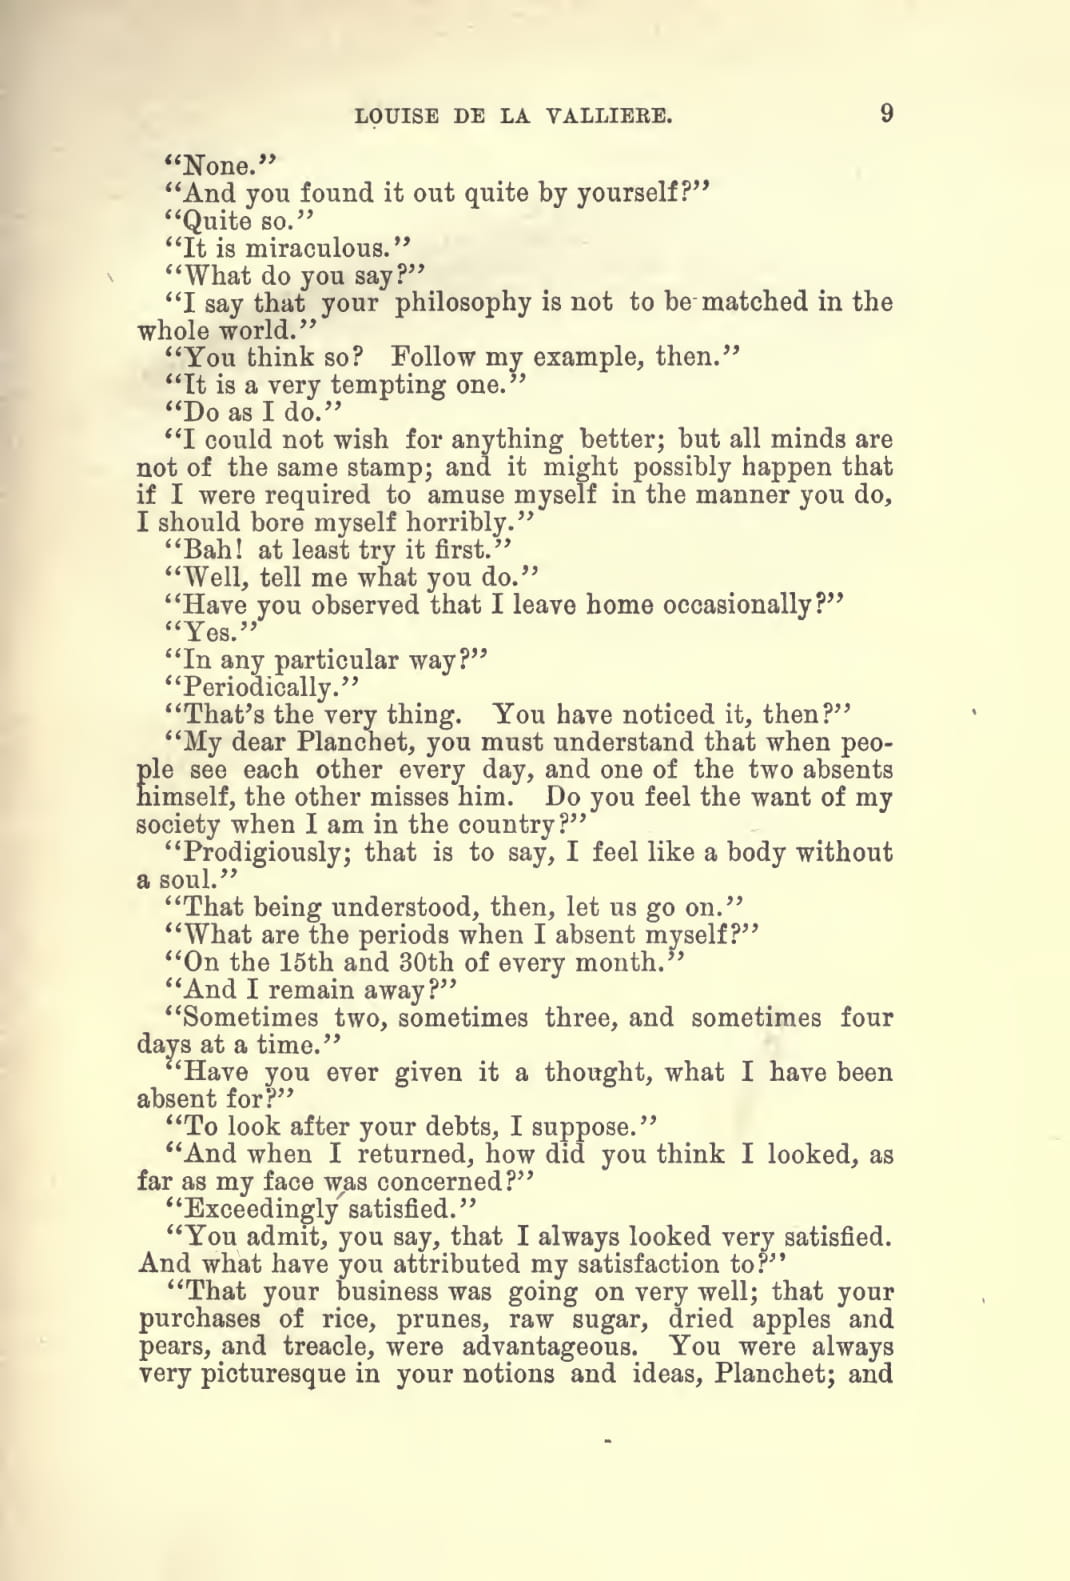 LOUISE DE LA VALLIERE. 9
“None.”
“And you found it out quite by yourself?”
“Quite so.”
“It is miraculous.”
“What do you say?”
“I say that your philosophy is not to be matched in the
whole world.”
“You think so? Follow my example, then.”
“It is a very tempting one.”
“Do as I do.”
“I could not wish for anything better; but all minds are
not of the same stamp; and it might possibly happen that
if I were required to amuse myself in the manner you do,
I should bore myself horribly.”
“Bah! at least try it first.”
“Well, tell me what you do.”
“Have you observed that I leave home occasionally?”
“Yes.”
“In any particular way?”
“Periodically.”
“That’s the very thing. You have noticed it, then?”
“My dear Planchet, you must understand that when peo-
ple see each other every day, and one of the two absents
himself, the other misses him. Do you feel the want of my
society when I am in the country?”
“Prodigiously; that is to say, I feel like a body without
a soul.”
“That being understood, then, let us go on.”
“What are the periods when I absent myself?”
“On the 15th and 30th of every month.”
“And I remain away?”
“Sometimes two, sometimes three, and sometimes four
days at a time.”
“Have you ever given it a thought, what I have been
absent for?”
“To look after your debts, I suppose.”
“And when I returned, how did you think I looked, as
far as my face was concerned?”
“Exceedingly satisfied.”
“You admit, you say, that I always looked very satisfied.
And what have you attributed my satisfaction to?”
“That your business was going on very well; that your
purchases of rice, prunes, raw sugar, dried apples and
pears, and treacle, were advantageous. You were always
very picturesque in your notions and ideas, Planchet; and